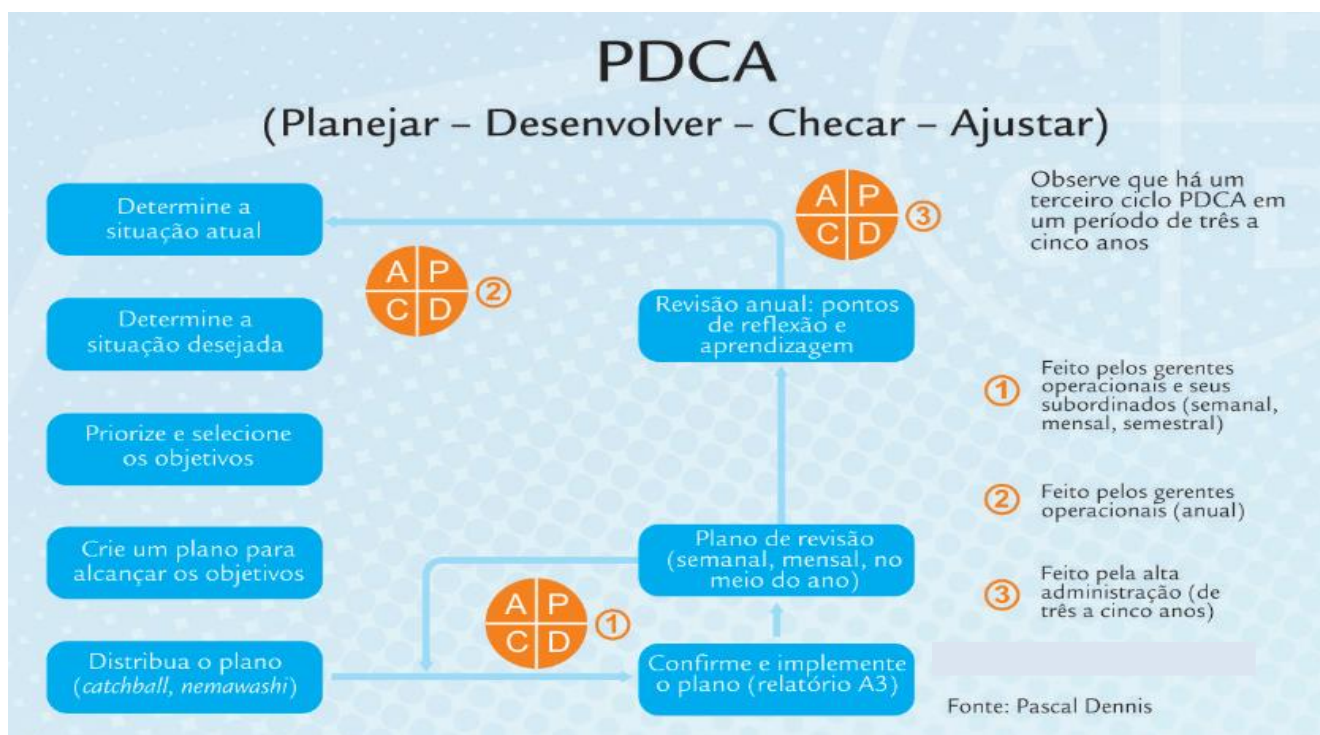 PDCA
(Planejar – Desenvolver – Checar – Ajustar)
Determine a
situação atual
Determine a
situação desejada
Priorize e selecione
os objetivos
Crie um plano para
alcançar os objetivos
Distribua o plano
(catchball, nemawashi)
A P
C D
2
A P
C D
1
A P
C D
3
Revisão anual: pontos
de reflexão e
aprendizagem
Plano de revisão
(semanal, mensal, no
meio do ano)
Confirme e implemente
o plano (relatório A3)
Observe que há um
terceiro ciclo PDCA em
um período de três a
cinco anos
1
Feito pelos gerentes
operacionais e seus
subordinados (semanal,
mensal, semestral)
2
Feito pelos gerentes
operacionais (anual)
3
Feito pela alta
administração (de
três a cinco anos)
Fonte: Pascal Dennis